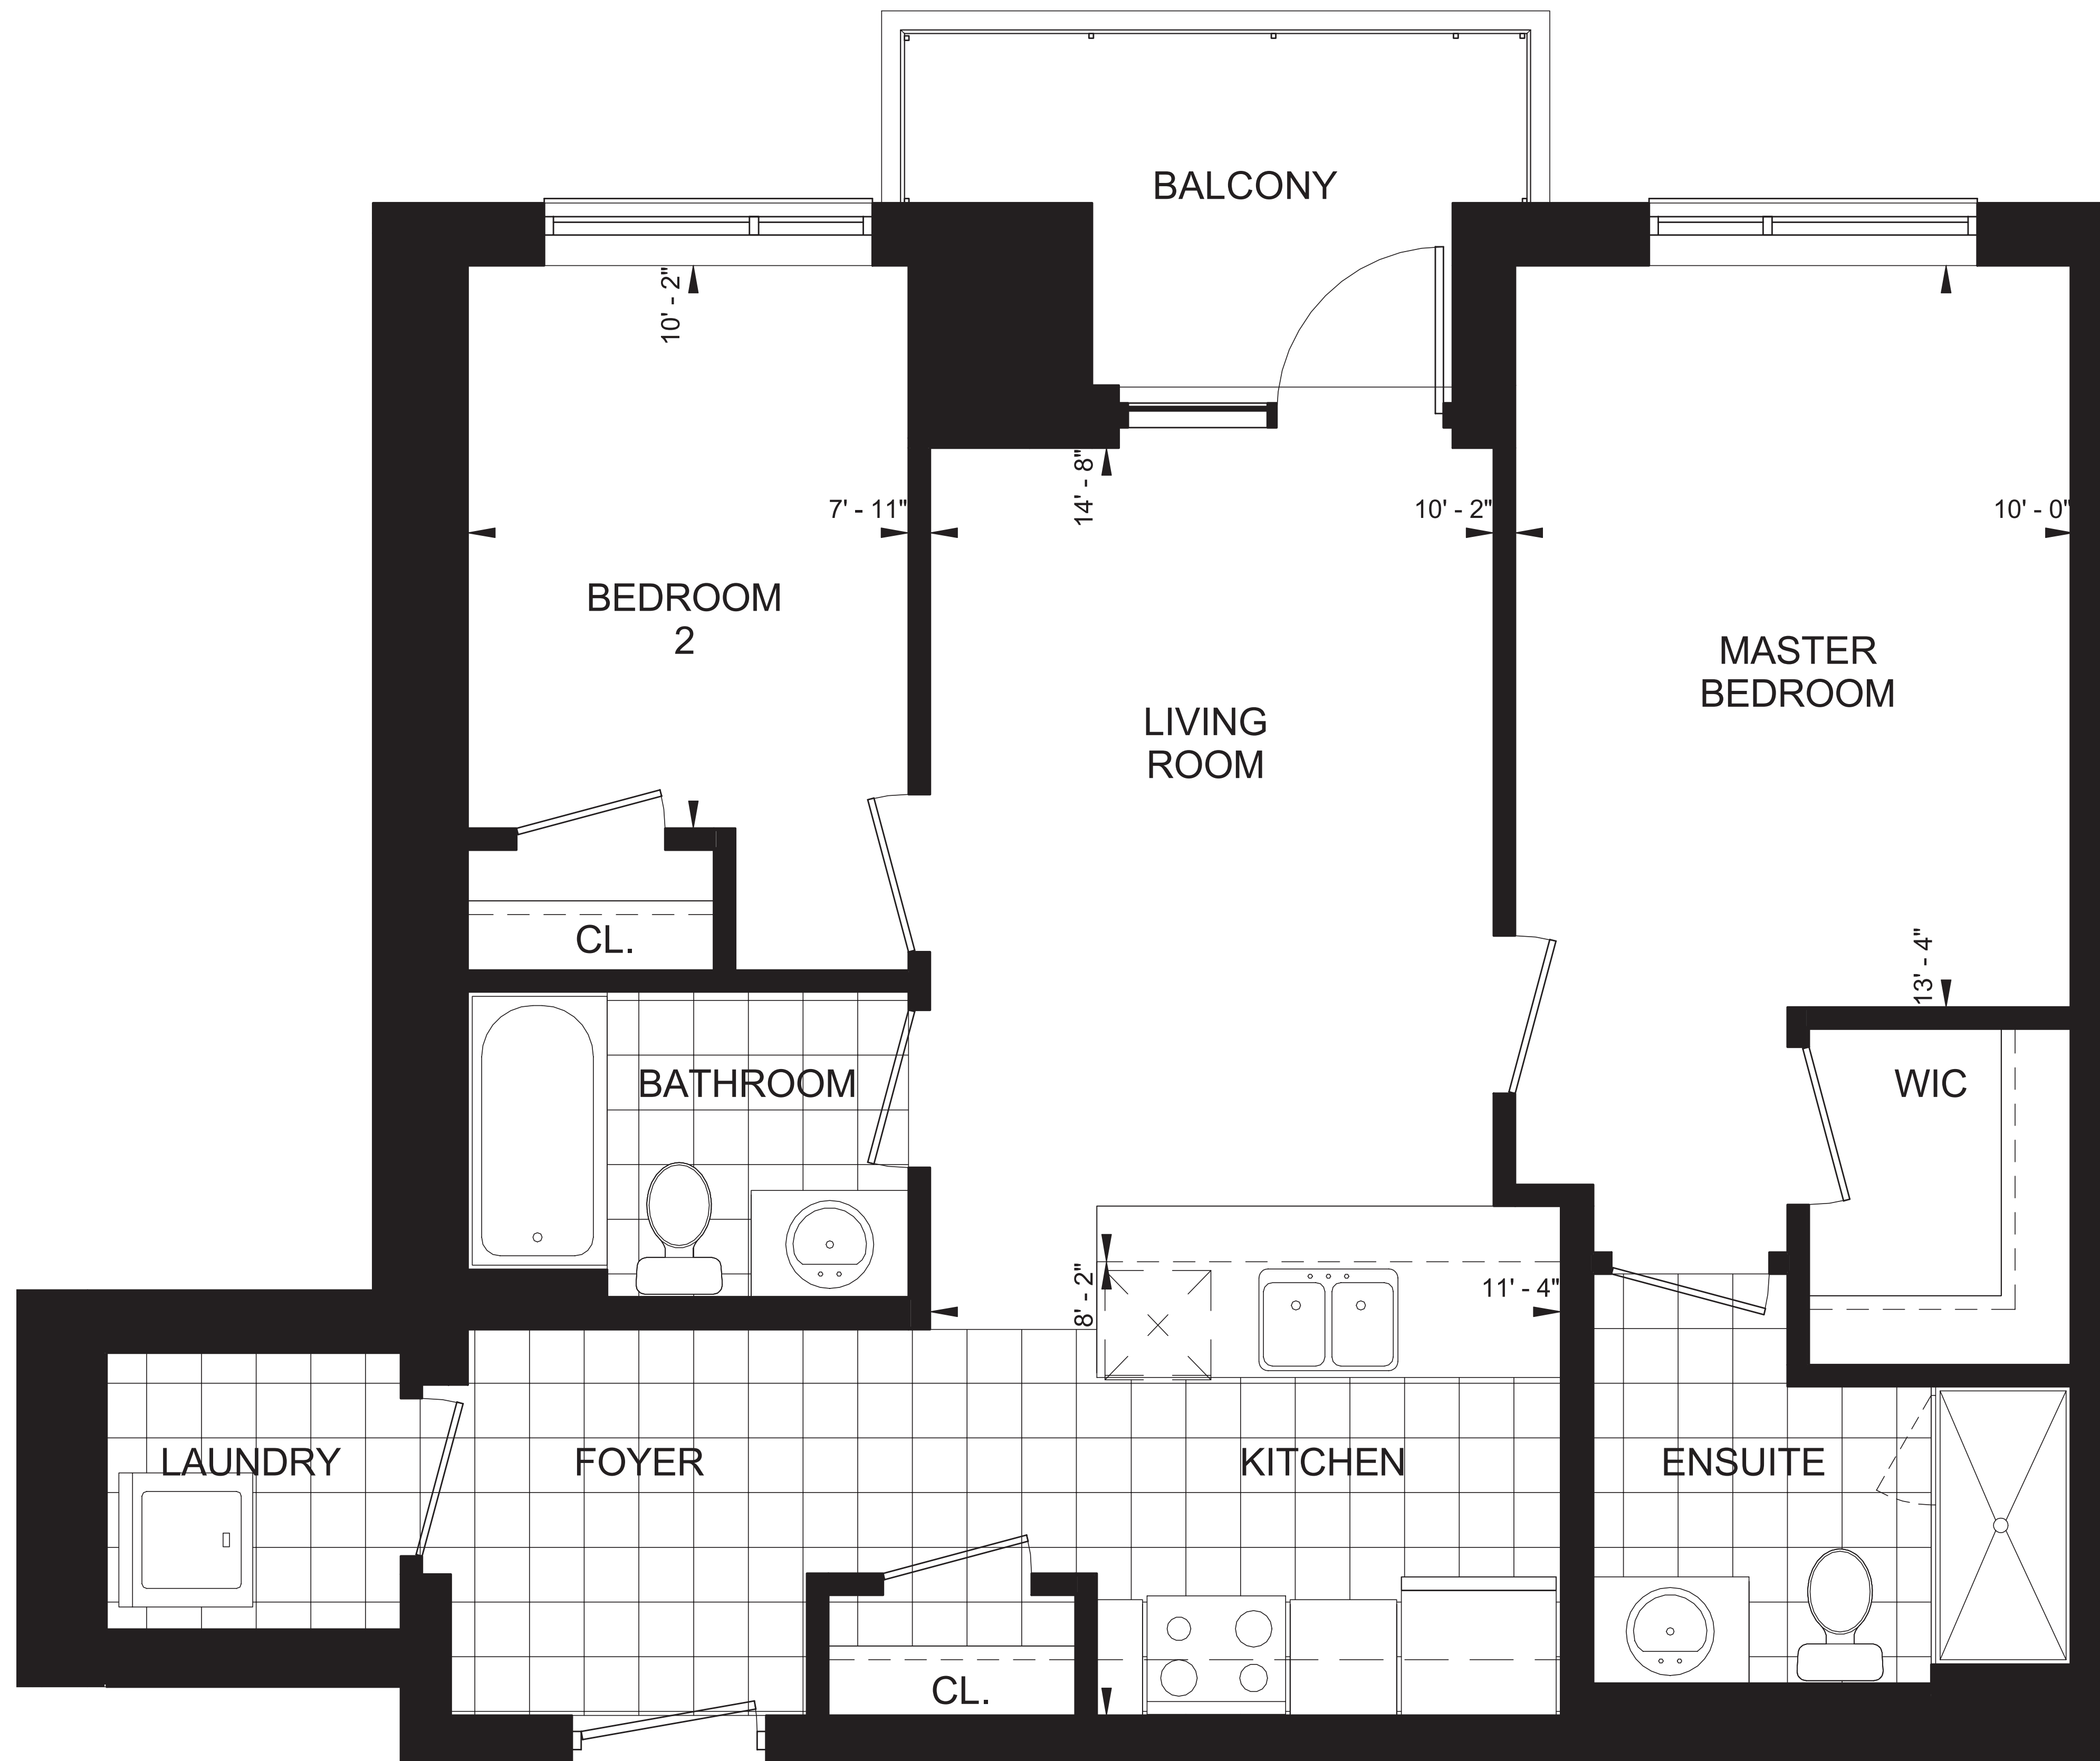 BALCONY
10' - 2"
14' - 8"
7' - 11"
10' - 2"
10' - 0"
BEDROOM
2
MASTER
BEDROOM
LIVING
ROOM
CL.
13' - 4"
BATHROOM
WIC
8' - 2"
11' - 4"
LAUNDRY
FOYER
KITCHEN
ENSUITE
CL.